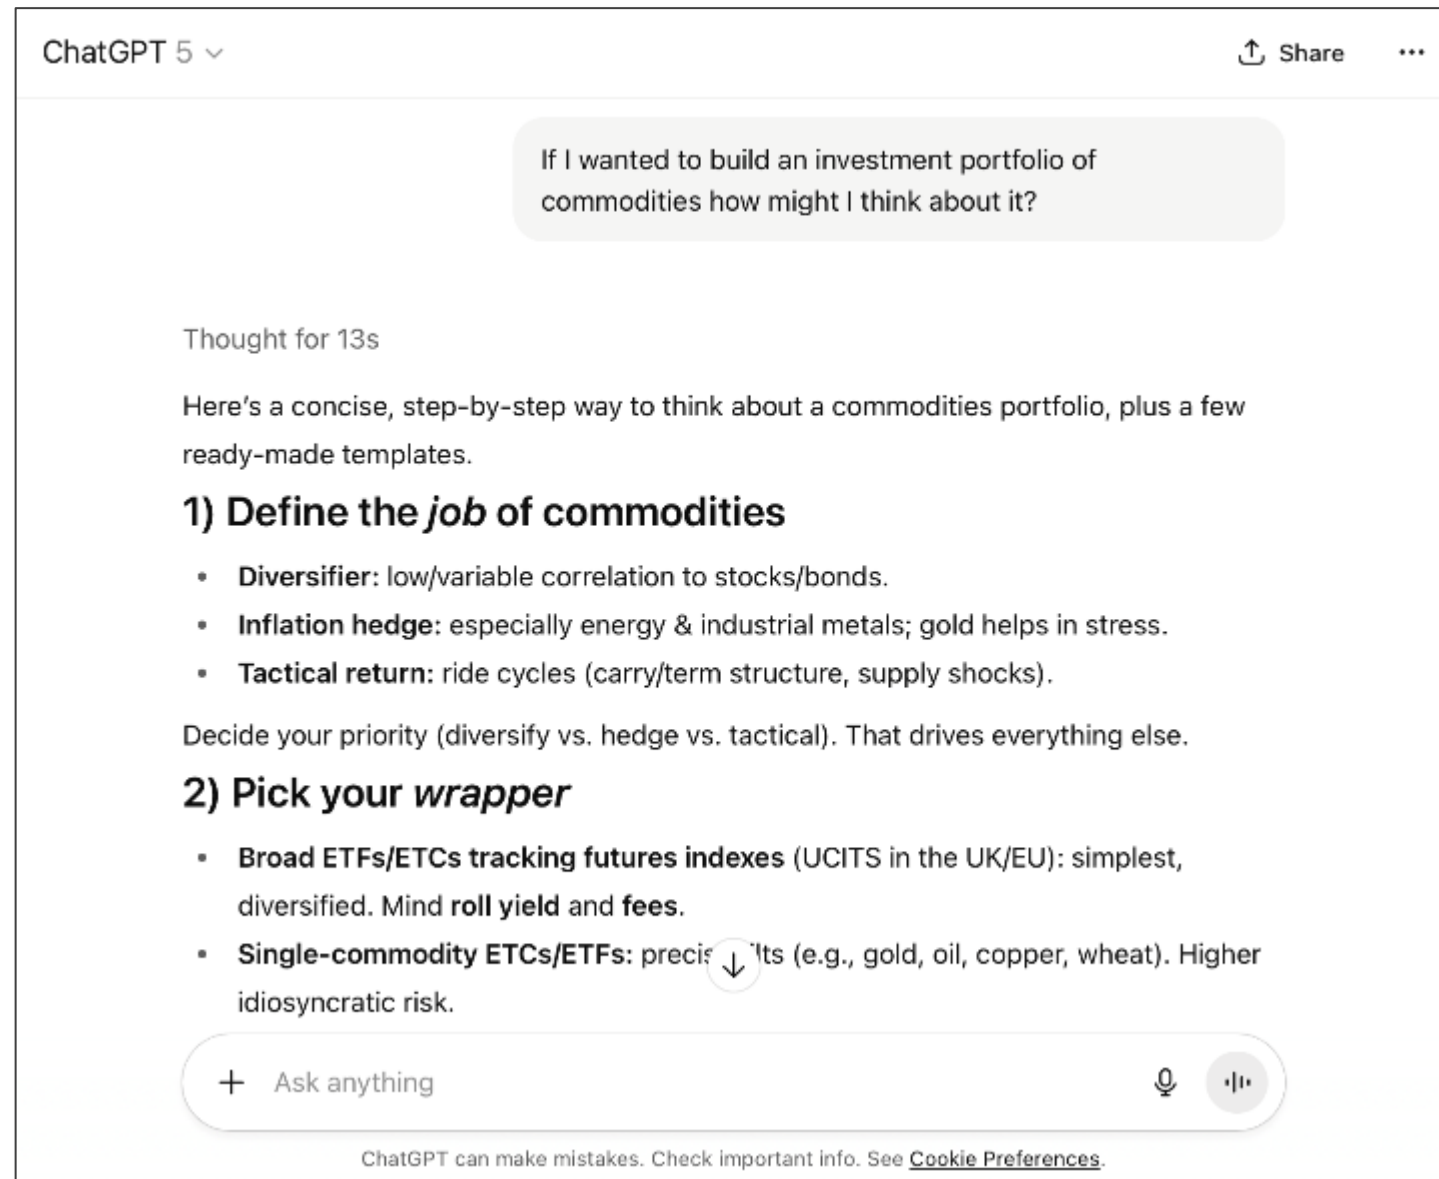 ChatGPT 5
Share
If I wanted to build an investment portfolio of
commodities how might I think about it?
Thought for 13s
Here’s a concise, step-by-step way to think about a commodities portfolio, plus a few
ready-made templates.
1) Define the job of commodities
• Diversifier: low/variable correlation to stocks/bonds.
• Inflation hedge: especially energy & industrial metals; gold helps in stress.
• Tactical return: ride cycles (carry/term structure, supply shocks).
Decide your priority (diversify vs. hedge vs. tactical). That drives everything else.
2) Pick your wrapper
• Broad ETFs/ETCs tracking futures indexes (UCITS in the UK/EU): simplest,
diversified. Mind roll yield and fees.
• Single-commodity ETCs/ETFs: (e.g., gold, oil, copper, wheat). Higher
idiosyncratic risk.
Ask anything
ChatGPT can make mistakes. Check important info. See Cookie Preferences.